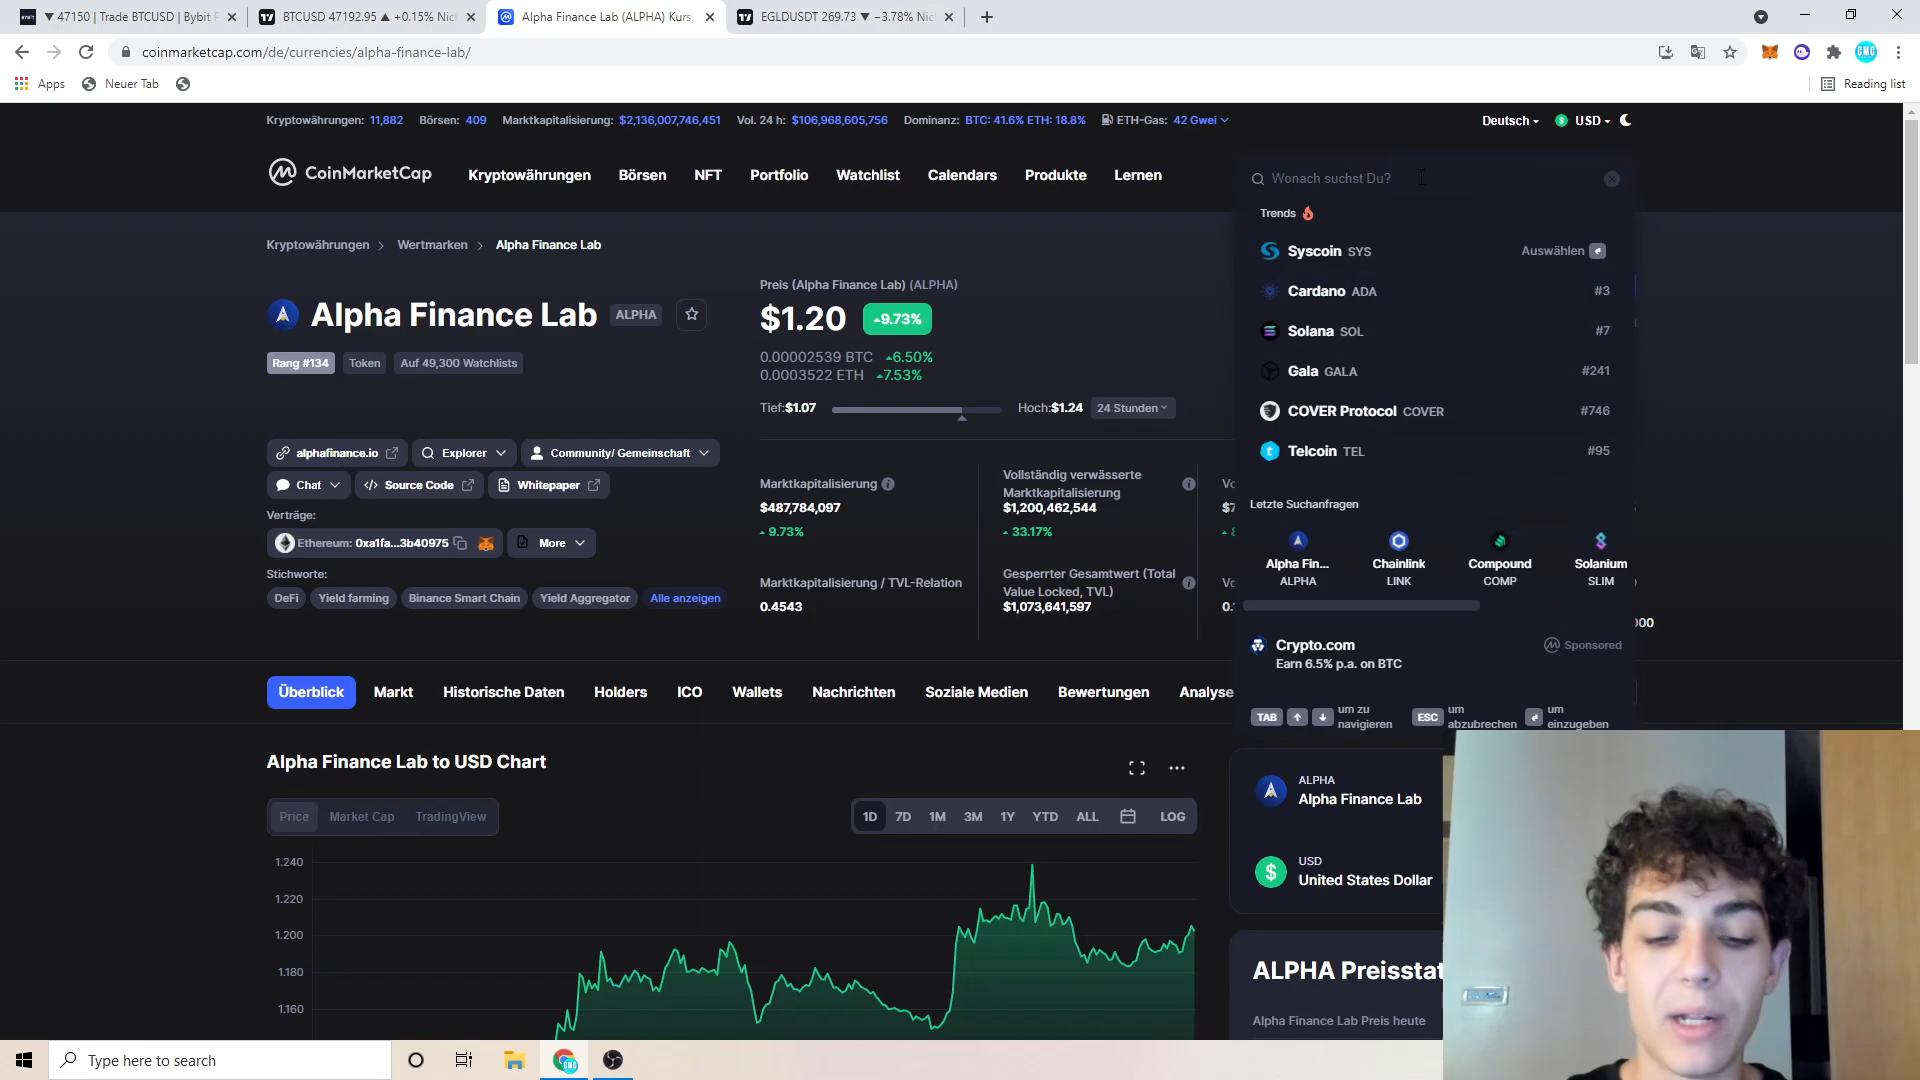 ▼ 47150 | Trade BTCUSD | Bybit
BTCUSD 47192.95 ▲ +0.15%
Alpha Finance Lab (ALPHA) Kurs
EGLDUSDT 269.73 ▼ −3.78%
coinmarketcap.com/de/currencies/alpha-finance-lab/
Apps
Neuer Tab
Reading list
Kryptowährungen: 11,882
Börsen: 409
Marktkapitalisierung: $2,136,007,746,451
Vol. 24 h: $106,968,605,756
Dominanz: BTC: 41.6% ETH: 18.8%
ETH-Gas: 42 Gwei
Deutsch
USD
CoinMarketCap
Kryptowährungen
Börsen
NFT
Portfolio
Watchlist
Calendars
Produkte
Lernen
Wonach suchst Du?
Trends
Syscoin SYS
Auswählen
Cardano ADA
#3
Solana SOL
#7
Gala GALA
#241
COVER Protocol COVER
#746
Telcoin TEL
#95
Letzte Suchanfragen
Alpha Fin...
ALPHA
Chainlink
LINK
Compound
COMP
Solanium
SLIM
Crypto.com
Earn 6.5% p.a. on BTC
Sponsored
TAB
um zu
navigieren
ESC
um
abzubrechen
um
einzugeben
Kryptowährungen
Wertmarken
Alpha Finance Lab
Alpha Finance Lab
ALPHA
Rang #134
Token
Auf 49,300 Watchlists
Preis (Alpha Finance Lab) (ALPHA)
$1.20
9.73%
0.00002539 BTC
6.50%
0.0003522 ETH
7.53%
Tief:$1.07
Hoch:$1.24
24 Stunden
alphafinance.io
Explorer
Community/ Gemeinschaft
Chat
Source Code
Whitepaper
Verträge:
Ethereum: 0xa1fa...3b40975
More
Stichworte:
DeFi
Yield farming
Binance Smart Chain
Yield Aggregator
Alle anzeigen
Marktkapitalisierung
$487,784,097
9.73%
Vollständig verwässerte
Marktkapitalisierung
$1,200,462,544
33.17%
Marktkapitalisierung / TVL-Relation
0.4543
Gesperrter Gesamtwert (Total
Value Locked, TVL)
$1,073,641,597
Überblick
Markt
Historische Daten
Holders
ICO
Wallets
Nachrichten
Soziale Medien
Bewertungen
Analyse
Alpha Finance Lab to USD Chart
Price
Market Cap
TradingView
1D
7D
1M
3M
1Y
YTD
ALL
LOG
1.240
1.220
1.200
1.180
1.160
ALPHA
Alpha Finance Lab
USD
United States Dollar
ALPHA Preisstat
Alpha Finance Lab Preis heute
Type here to search